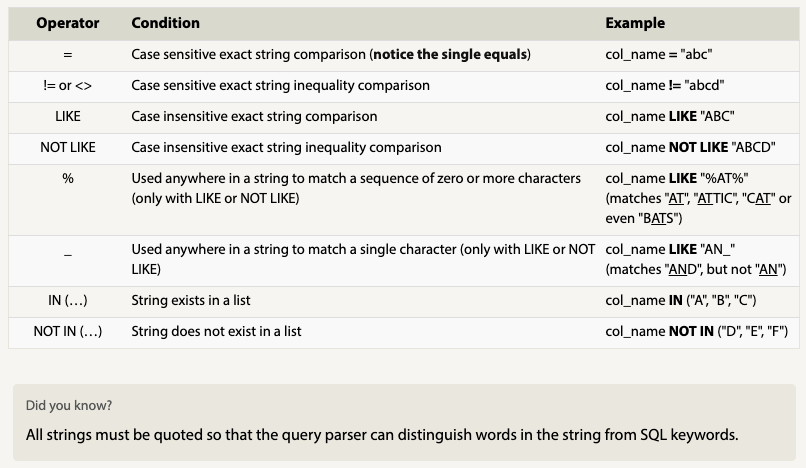 Operator Condition Example
= Case sensitive exact string comparison (notice the single equals) col_name = "abc"
!= or <> Case sensitive exact string inequality comparison col_name != "abcd"
LIKE Case insensitive exact string comparison col_name LIKE "ABC"
NOT LIKE Case insensitive exact string inequality comparison col_name NOT LIKE "ABCD"
% Used anywhere in a string to match a sequence of zero or more characters col_name LIKE "%AT%"
(only with LIKE or NOT LIKE) (matches "AT", "ATTIC", "CAT" or
even "BATS")
_ Used anywhere in a string to match a single character (only with LIKE or NOT col_name LIKE "AN_"
LIKE) (matches "AND", but not "AN")
IN (…) String exists in a list col_name IN ("A", "B", "C")
NOT IN (…) String does not exist in a list col_name NOT IN ("D", "E", "F")
Did you know?
All strings must be quoted so that the query parser can distinguish words in the string from SQL keywords.